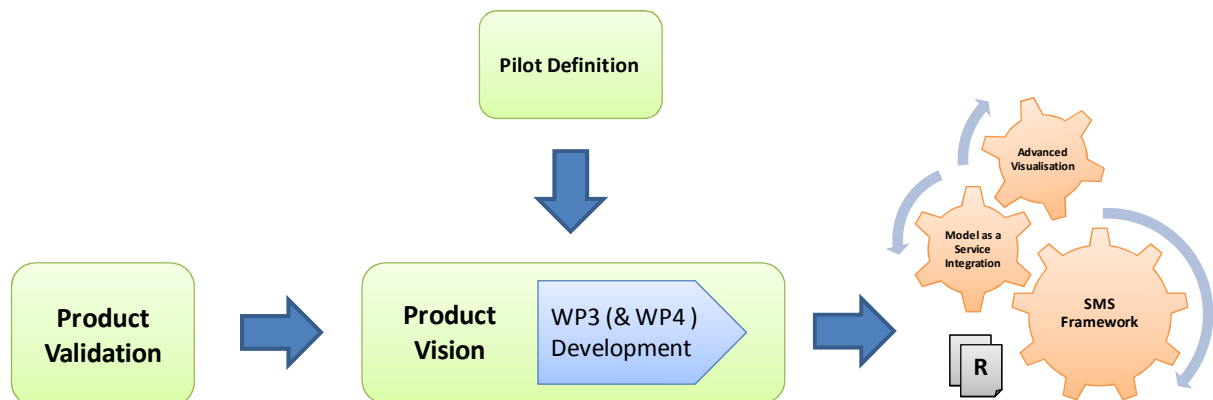 Pilot Definition
Advanced
Visualisation
Model as a
Service
Integration
Product
Validation
Product
Vision
WP3 (& WP4 )
Development
SMS
Framework
R